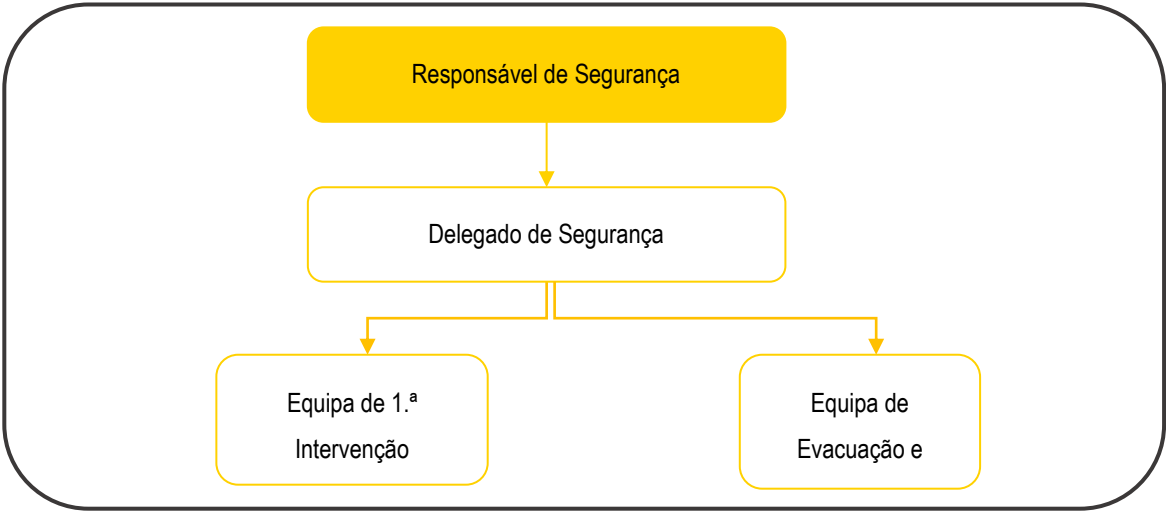 Responsável de Segurança
Delegado de Segurança
Equipa de 1.ª
Intervenção
Equipa de
Evacuação e